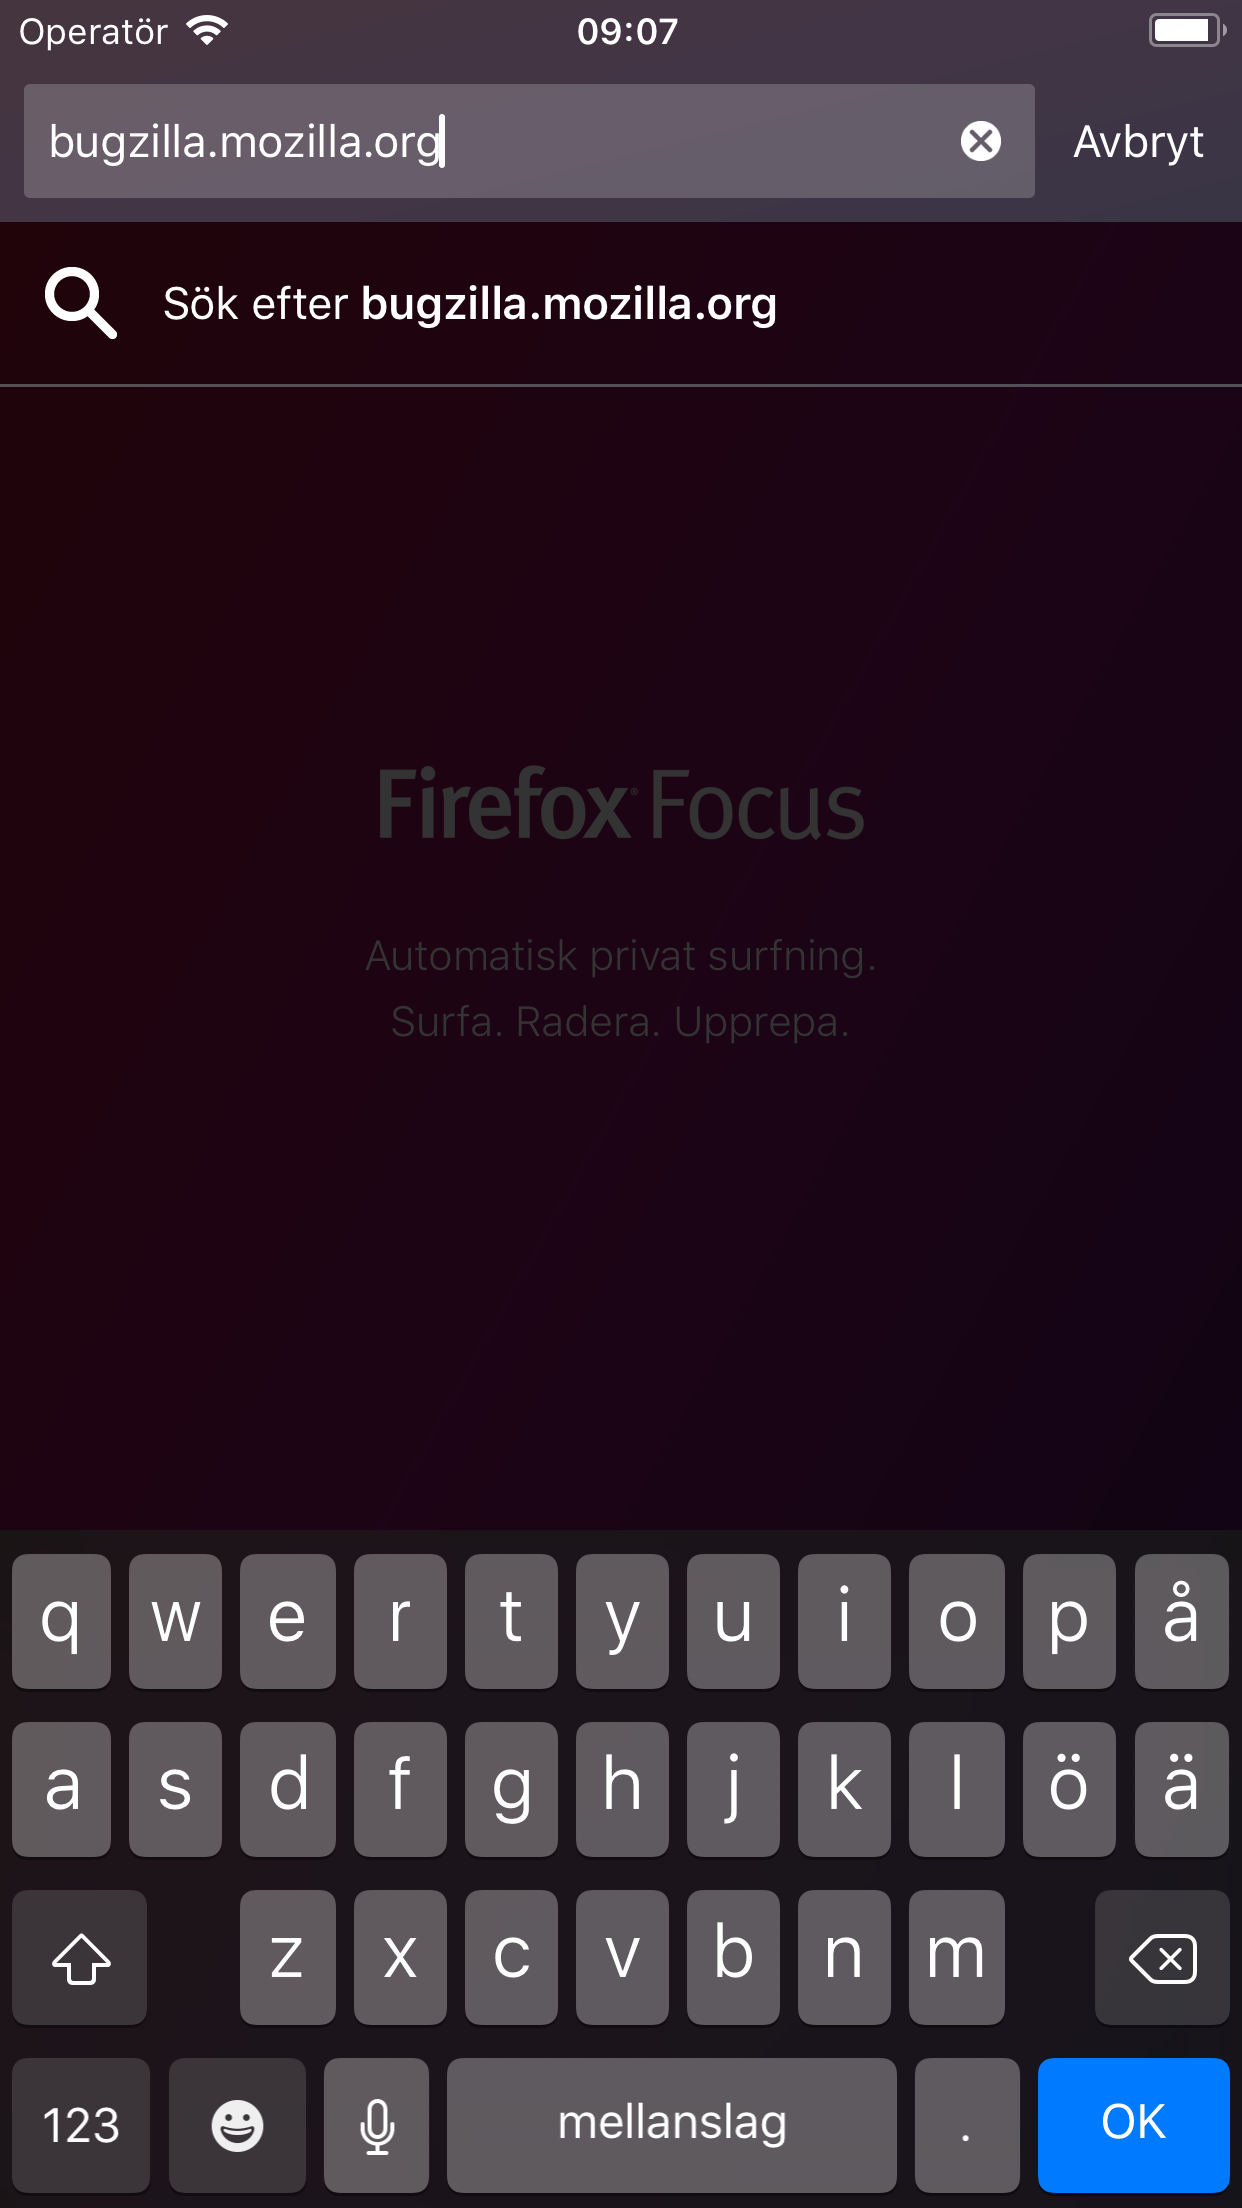 Operatör 09:07
bugzilla.mozilla.org Avbryt
Sök efter bugzilla.mozilla.org
Firefox® Focus
Automatisk privat surfning.
Surfa. Radera. Upprepa.
q w e r t y u i o p å
a s d f g h j k l ö ä
z x c v b n m
123 mellanslag . OK